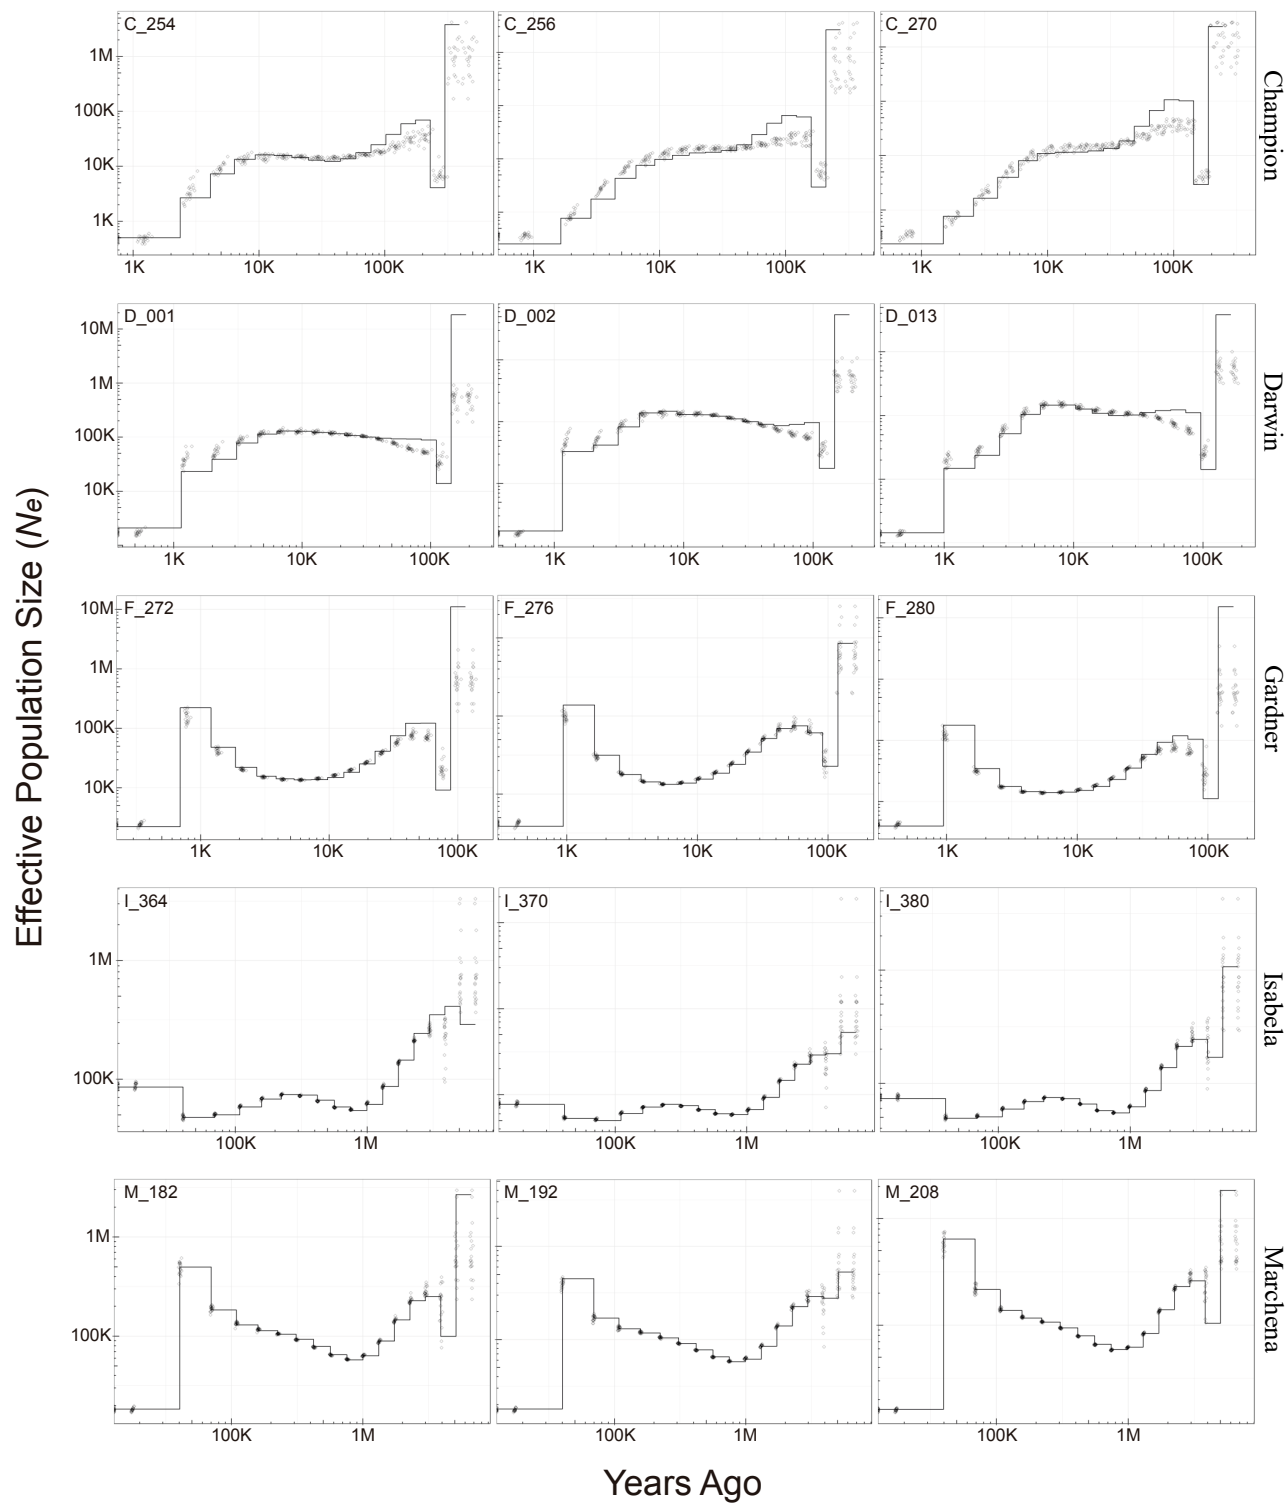 C_254
C_256
C_270
1M
100K
10K
1K
1K 10K 100K
1K 10K 100K
1K 10K 100K
Champion
D_001
D_002
D_013
10M
1M
100K
10K
1K 10K 100K
1K 10K 100K
1K 10K 100K
Darwin
F_272
F_276
F_280
10M
1M
100K
10K
1K 10K 100K
1K 10K 100K
1K 10K 100K
Gardner
I_364
I_370
I_380
1M
100K
100K 1M
100K 1M
100K 1M
Isabela
M_182
M_192
M_208
1M
100K
100K 1M
100K 1M
100K 1M
Marchena
Effective Population Size (Ne)
Years Ago